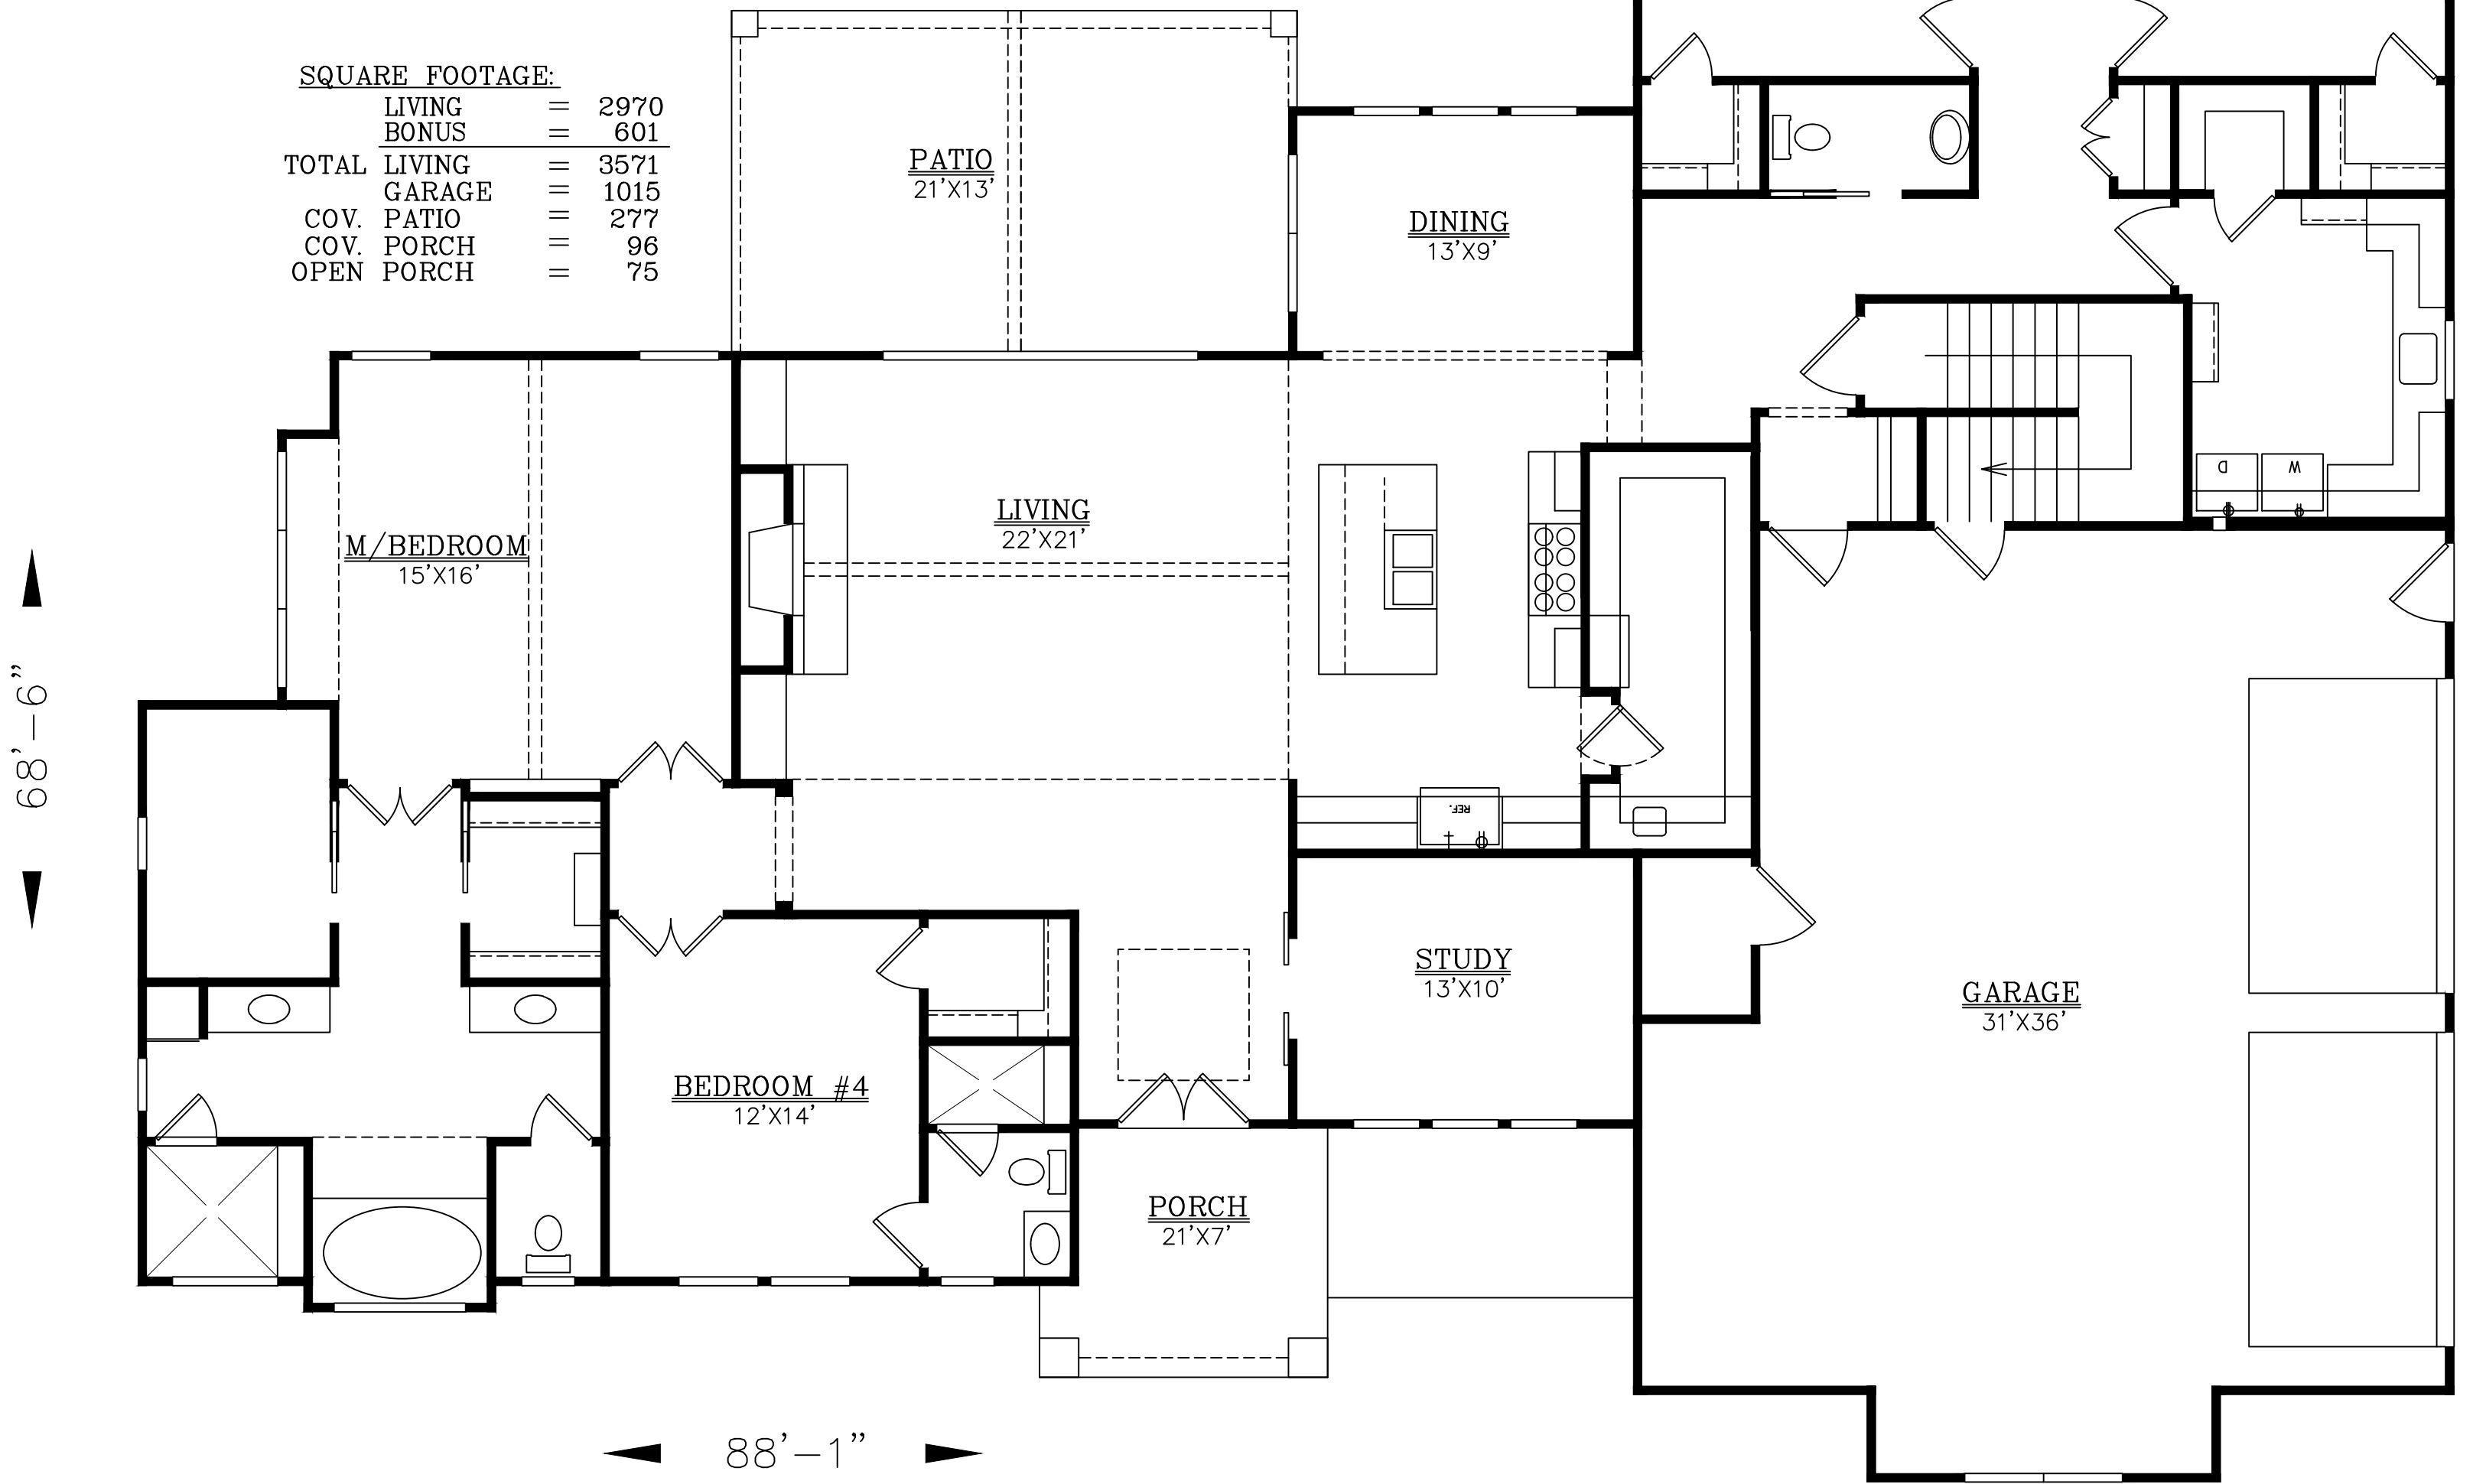 SQUARE FOOTAGE:
LIVING = 2970
BONUS = 601
TOTAL LIVING = 3571
GARAGE = 1015
COV. PATIO = 277
COV. PORCH = 96
OPEN PORCH = 75
PATIO
21'X13'
DINING
13'X9'
M/BEDROOM
15'X16'
LIVING
22'X21'
D
W
68'-6"
REF.
STUDY
13'X10'
GARAGE
31'X36'
BEDROOM #4
12'X14'
PORCH
21'X7'
88'-1"